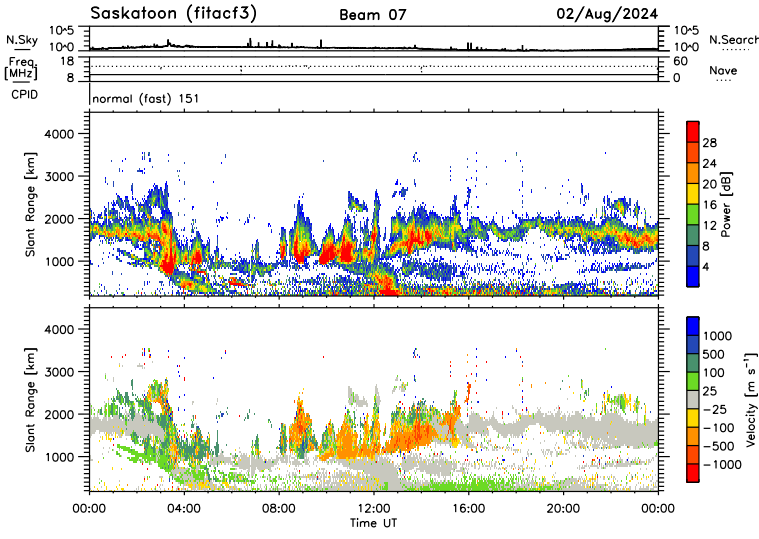 Saskatoon (fitacf3) Beam 07 02/Aug/2024
N.Sky 10^5 10^0 10^5 10^0 N.Search
Freq. [MHz] 18 8 60 0 Nave
CPID normal (fast) 151
Slant Range [km] 4000 3000 2000 1000
Power [dB] 28 24 20 16 12 8 4
Slant Range [km] 4000 3000 2000 1000
Velocity [m s⁻¹] 1000 500 100 25 −25 −100 −500 −1000
00:00 04:00 08:00 12:00 16:00 20:00 00:00
Time UT